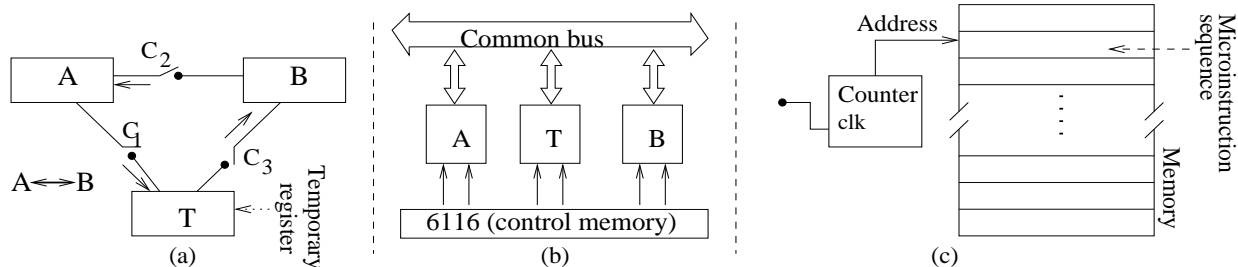 C2
A
B
C1
C3
A↔B
T
Temporary
register
(a)
Common bus
A
T
B
6116 (control memory)
(b)
Address
Counter
clk
Microinstruction
sequence
Memory
(c)